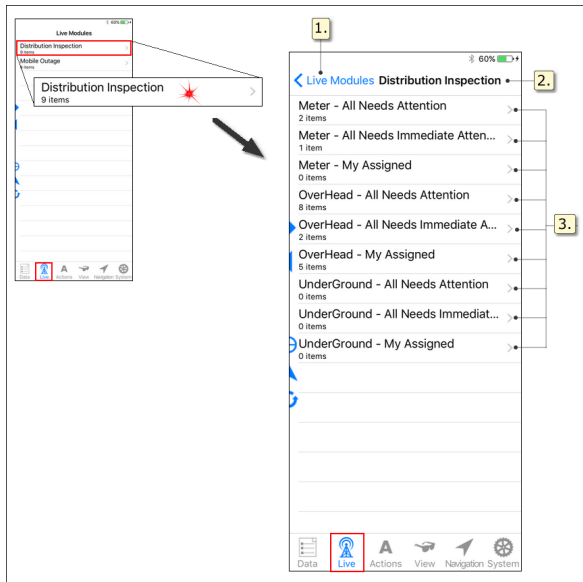 60%
Live Modules
Distribution Inspection
9 items
Mobile Outage
Distribution Inspection
9 items
Data
Live
Actions
View
Navigation
System
1.
60%
Live Modules
Distribution Inspection
2.
Meter - All Needs Attention
2 items
Meter - All Needs Immediate Atten...
1 item
Meter - My Assigned
0 items
OverHead - All Needs Attention
8 items
OverHead - All Needs Immediate A...
2 items
3.
OverHead - My Assigned
5 items
UnderGround - All Needs Attention
0 items
UnderGround - All Needs Immediat...
0 items
UnderGround - My Assigned
0 items
Data
Live
Actions
View
Navigation
System